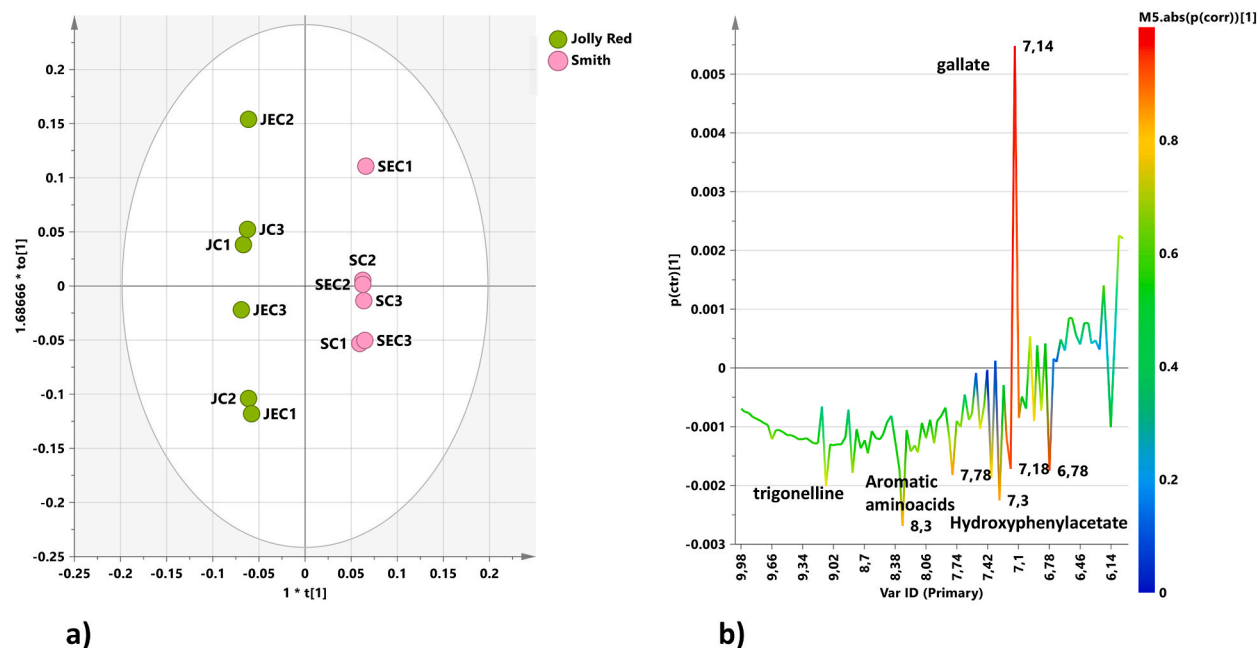 Jolly Red
Smith
0.2
0.15
0.1
0.05
0
-0.05
-0.1
-0.15
-0.2
-0.25
1.68666 * to[1]
JEC2
SEC1
JC3
JC1
SC2
SEC2
SC3
JEC3
SC1
SEC3
JC2
JEC1
-0.25
-0.2
-0.15
-0.1
-0.05
0
0.05
0.1
0.15
0.2
1 * t[1]
a)
M5.abs(p(corr))[1]
0.005
0.004
0.003
0.002
0.001
0
-0.001
-0.002
-0.003
p(ctr)[1]
7,14
gallate
trigonelline
Aromatic
aminoacids
8,3
7,78
7,18
6,78
7,3
Hydroxyphenylacetate
9,98
9,66
9,34
9,02
8,7
8,38
8,06
7,74
7,42
7,1
6,78
6,46
6,14
Var ID (Primary)
0.8
0.6
0.4
0.2
0
b)